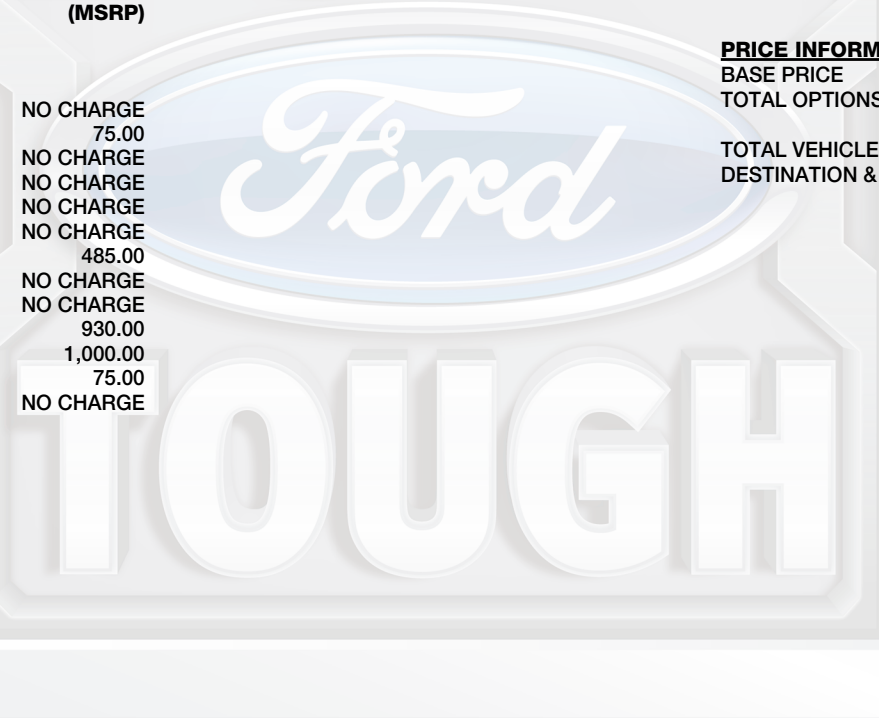 (MSRP)
NO CHARGE
75.00
NO CHARGE
NO CHARGE
NO CHARGE
NO CHARGE
485.00
NO CHARGE
NO CHARGE
930.00
1,000.00
75.00
NO CHARGE
PRICE INFORM
BASE PRICE
TOTAL OPTIONS
TOTAL VEHICLE
DESTINATION &
Ford
TOUGH